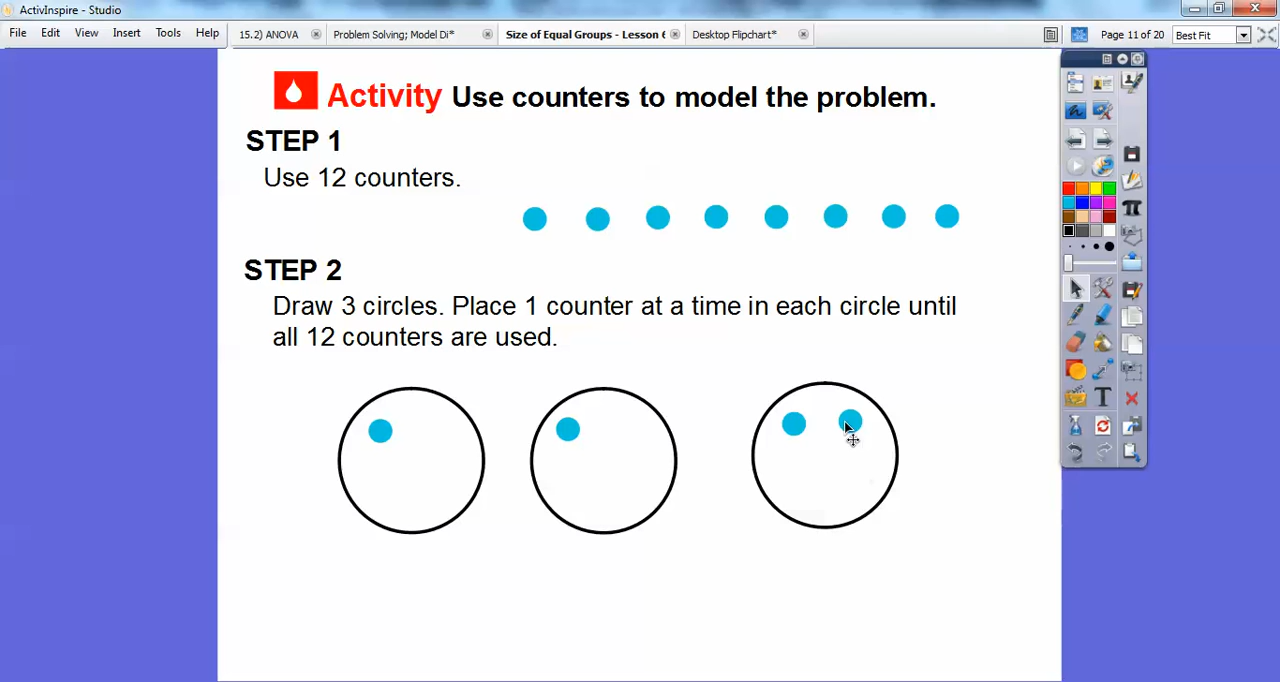 ActivInspire - Studio
File Edit View Insert Tools Help
15.2) ANOVA
Problem Solving; Model Di*
Size of Equal Groups - Lesson 6
Desktop Flipchart*
Page 11 of 20
Best Fit
Activity Use counters to model the problem.
STEP 1
Use 12 counters.
STEP 2
Draw 3 circles. Place 1 counter at a time in each circle until
all 12 counters are used.